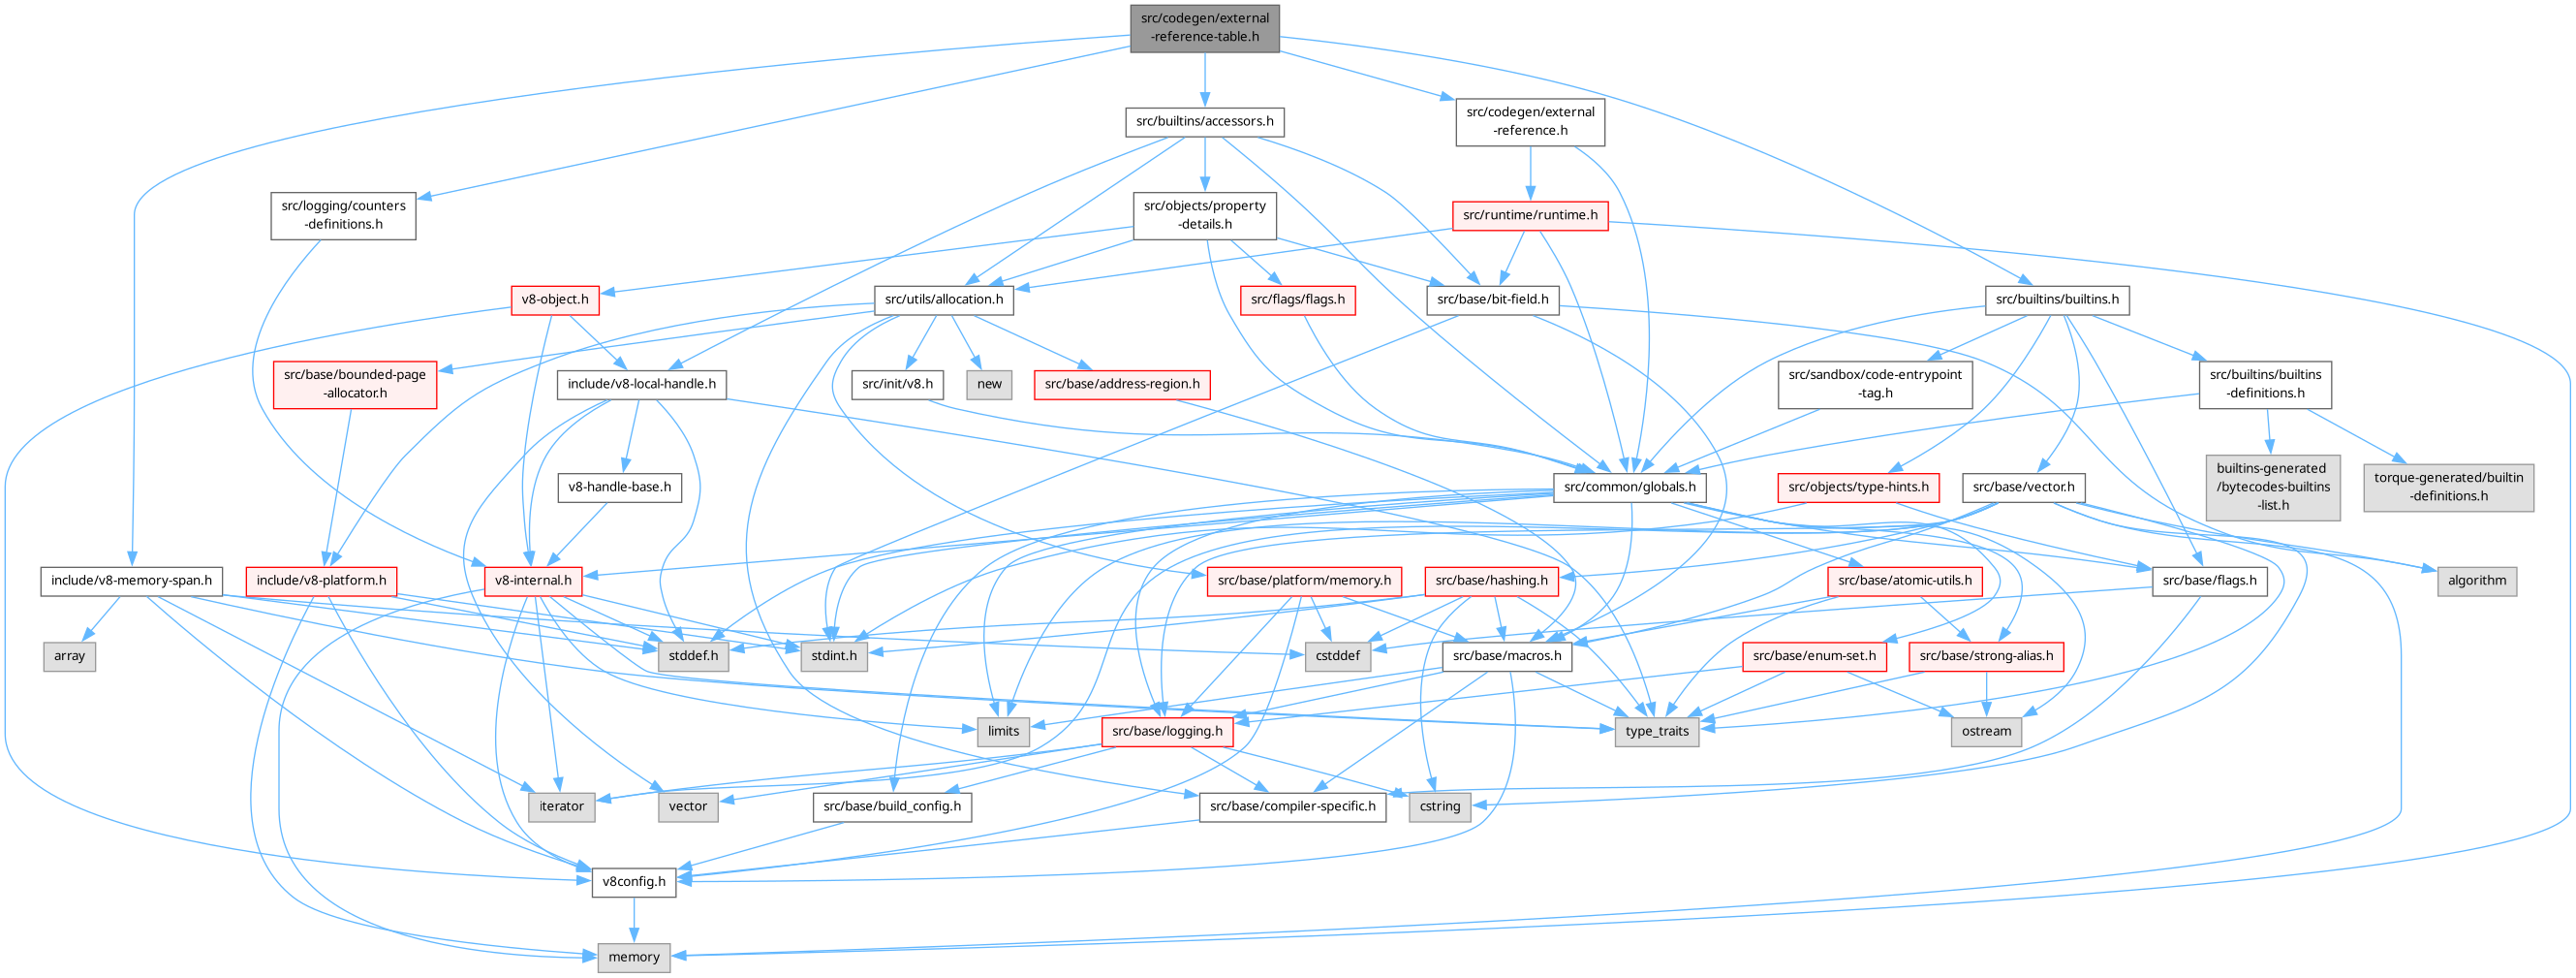 src/codegen/external
-reference-table.h
src/builtins/accessors.h
src/codegen/external
-reference.h
src/logging/counters
-definitions.h
src/objects/property
-details.h
src/runtime/runtime.h
v8-object.h
src/utils/allocation.h
src/flags/flags.h
src/base/bit-field.h
src/builtins/builtins.h
src/base/bounded-page
-allocator.h
include/v8-local-handle.h
src/init/v8.h
new
src/base/address-region.h
src/sandbox/code-entrypoint
-tag.h
src/builtins/builtins
-definitions.h
v8-handle-base.h
src/common/globals.h
src/objects/type-hints.h
src/base/vector.h
builtins-generated
/bytecodes-builtins
-list.h
torque-generated/builtin
-definitions.h
include/v8-memory-span.h
include/v8-platform.h
v8-internal.h
src/base/platform/memory.h
src/base/hashing.h
src/base/atomic-utils.h
src/base/flags.h
algorithm
array
stddef.h
stdint.h
cstddef
src/base/macros.h
src/base/enum-set.h
src/base/strong-alias.h
limits
src/base/logging.h
type_traits
ostream
iterator
vector
src/base/build_config.h
src/base/compiler-specific.h
cstring
v8config.h
memory